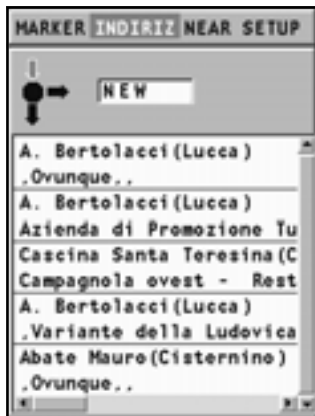 MARKER INDIRIZ NEAR SETUP
NEW
A. Bertolacci(Lucca)
,Ovunque,,
A. Bertolacci(Lucca)
Azienda di Promozione Tu
Cascina Santa Teresina(C
Campagnola ovest - Rest
A. Bertolacci(Lucca)
,Variante della Ludovica
Abate Mauro(Cisternino)
,Ovunque,,